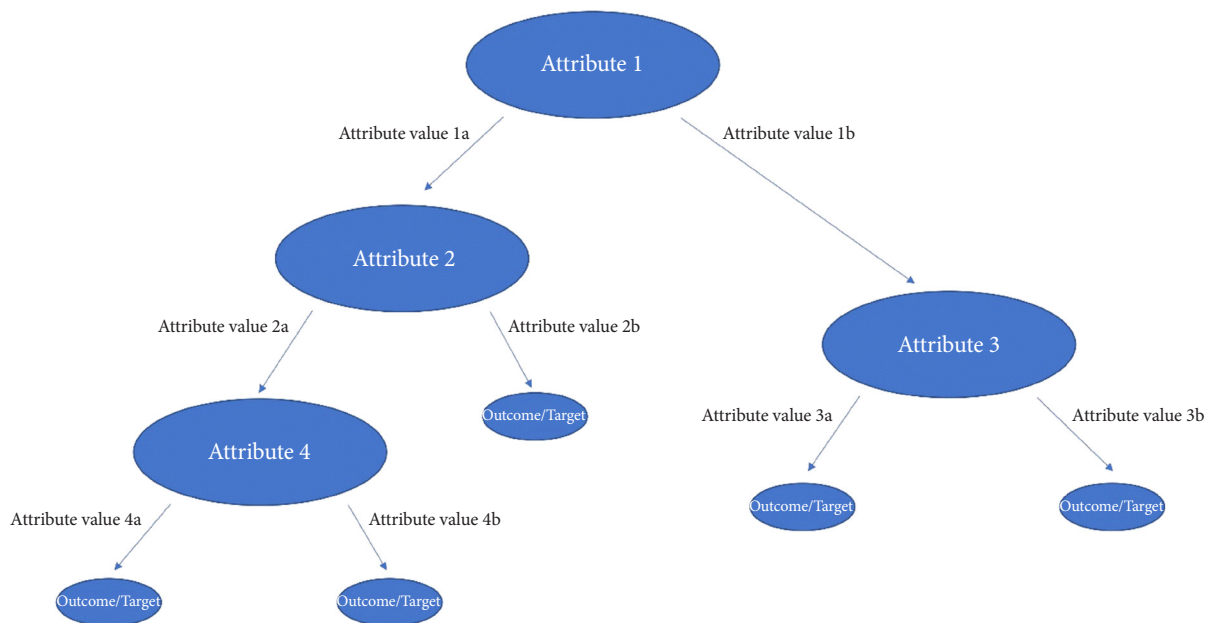 Attribute 1
Attribute value 1a
Attribute value 1b
Attribute 2
Attribute value 2a
Attribute value 2b
Attribute 3
Outcome/Target
Attribute value 3a
Attribute value 3b
Attribute 4
Outcome/Target
Outcome/Target
Attribute value 4a
Attribute value 4b
Outcome/Target
Outcome/Target